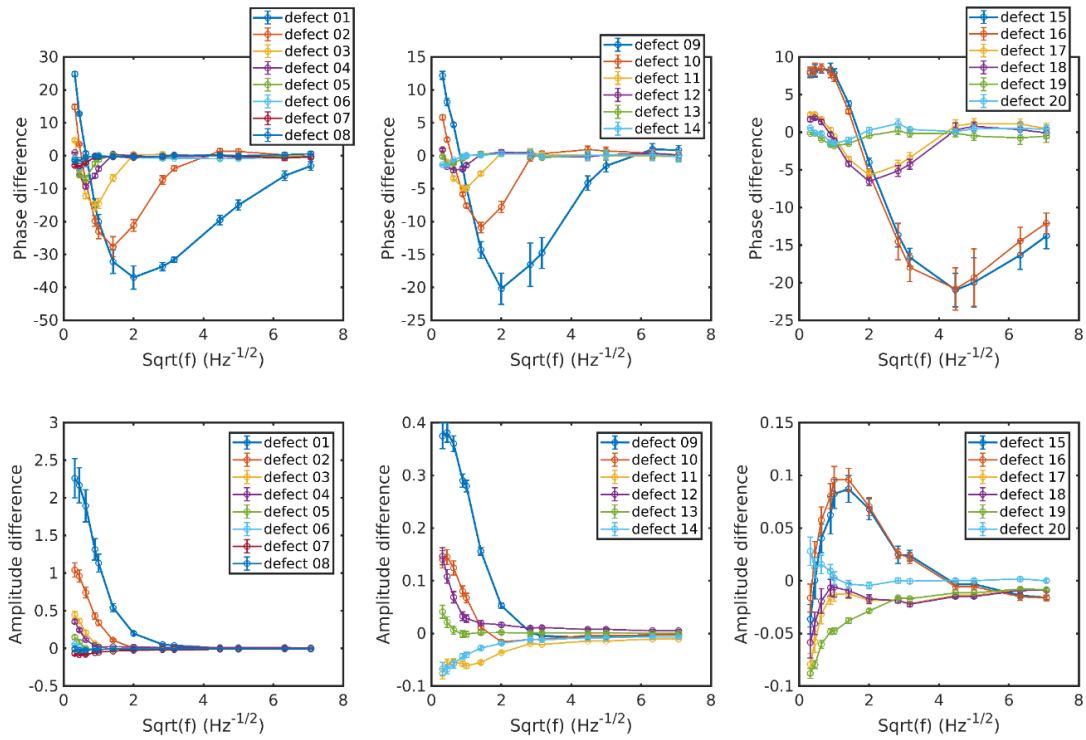 defect 01
defect 02
defect 03
defect 04
defect 05
defect 06
defect 07
defect 08
30
20
10
0
-10
-20
-30
-40
-50
Phase difference
0
2
4
6
8
Sqrt(f) (Hz-1/2)
defect 09
defect 10
defect 11
defect 12
defect 13
defect 14
15
10
5
0
-5
-10
-15
-20
-25
Phase difference
0
2
4
6
8
Sqrt(f) (Hz-1/2)
defect 15
defect 16
defect 17
defect 18
defect 19
defect 20
10
5
0
-5
-10
-15
-20
-25
Phase difference
0
2
4
6
8
Sqrt(f) (Hz-1/2)
3
2.5
2
1.5
1
0.5
0
-0.5
Amplitude difference
defect 01
defect 02
defect 03
defect 04
defect 05
defect 06
defect 07
defect 08
0
2
4
6
8
Sqrt(f) (Hz-1/2)
0.4
0.3
0.2
0.1
0
-0.1
Amplitude difference
defect 09
defect 10
defect 11
defect 12
defect 13
defect 14
0
2
4
6
8
Sqrt(f) (Hz-1/2)
0.15
0.1
0.05
0
-0.05
-0.1
Amplitude difference
defect 15
defect 16
defect 17
defect 18
defect 19
defect 20
0
2
4
6
8
Sqrt(f) (Hz-1/2)